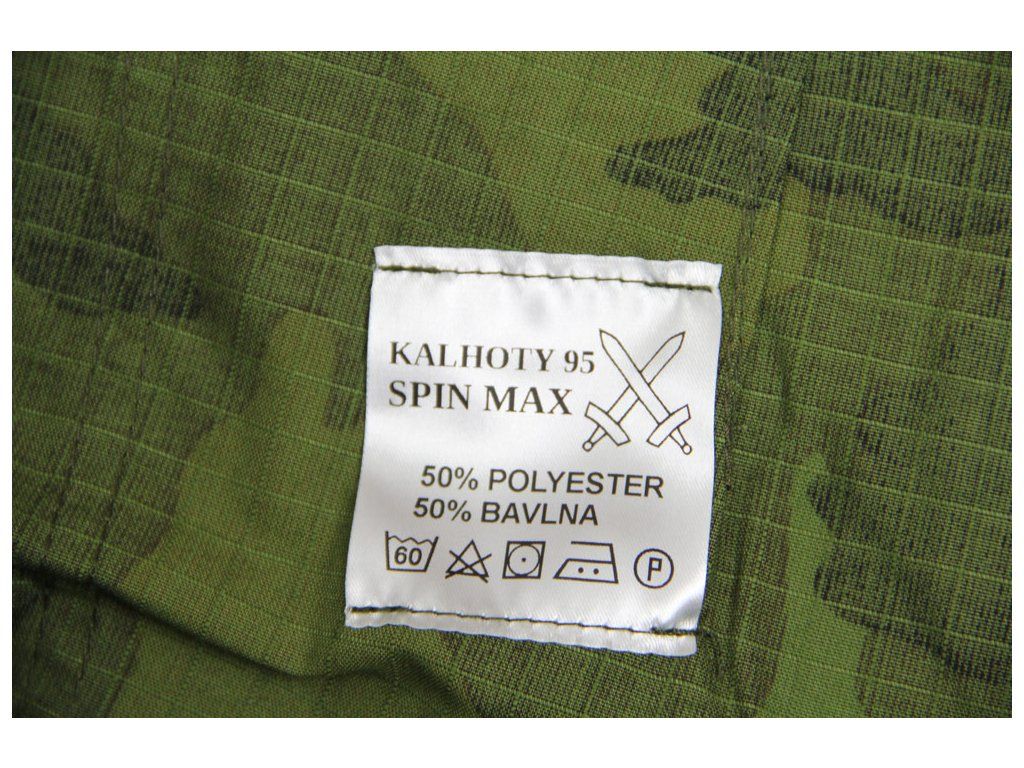 KALHOTY 95
SPIN MAX
50% POLYESTER
50% BAVLNA
60 P